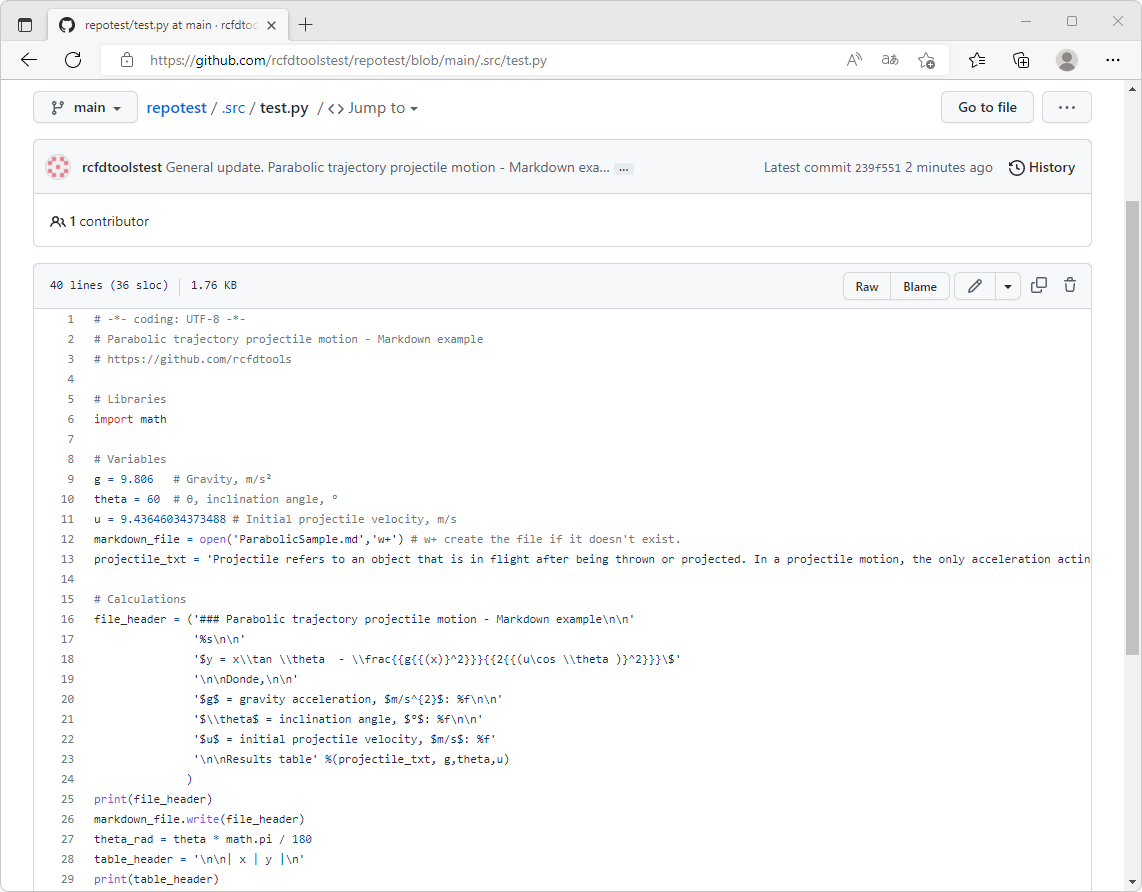 repotest/test.py at main · rcfdtoc
https://github.com/rcfdtoolstest/repotest/blob/main/.src/test.py
main repotest / .src / test.py / <> Jump to Go to file ...
rcfdtoolstest General update. Parabolic trajectory projectile motion - Markdown exa... ... Latest commit 239f551 2 minutes ago History
1 contributor
40 lines (36 sloc) 1.76 KB Raw Blame
1 # -*- coding: UTF-8 -*-
2 # Parabolic trajectory projectile motion - Markdown example
3 # https://github.com/rcfdtools
4
5 # Libraries
6 import math
7
8 # Variables
9 g = 9.806   # Gravity, m/s²
10 theta = 60  # θ, inclination angle, °
11 u = 9.43646034373488 # Initial projectile velocity, m/s
12 markdown_file = open('ParabolicSample.md','w+') # w+ create the file if it doesn't exist.
13 projectile_txt = 'Projectile refers to an object that is in flight after being thrown or projected. In a projectile motion, the only acceleration actin
14
15 # Calculations
16 file_header = ('### Parabolic trajectory projectile motion - Markdown example\n\n'
17                '%s\n\n'
18                '$y = x\\tan \\theta  - \\frac{{g{{(x)}^2}}}{{2{{(u\cos \\theta )}^2}}}\$'
19                '\n\nDonde,\n\n'
20                '$g$ = gravity acceleration, $m/s^{2}$: %f\n\n'
21                '$\\theta$ = inclination angle, $°$: %f\n\n'
22                '$u$ = initial projectile velocity, $m/s$: %f'
23                '\n\nResults table' %(projectile_txt, g,theta,u)
24               )
25 print(file_header)
26 markdown_file.write(file_header)
27 theta_rad = theta * math.pi / 180
28 table_header = '\n\n| x | y |\n'
29 print(table_header)